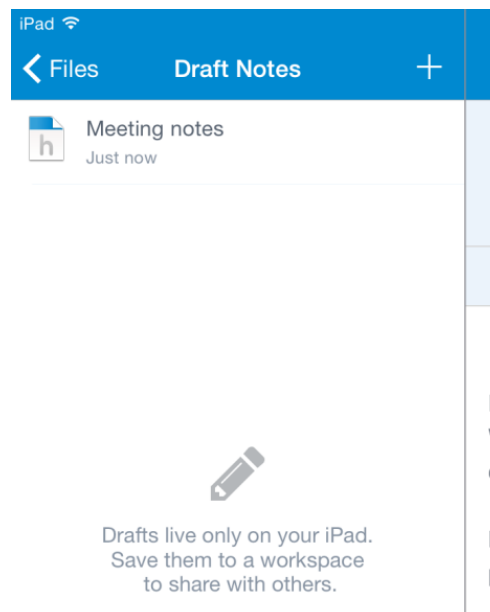 iPad
Files
Draft Notes
+
h
Meeting notes
Just now
Drafts live only on your iPad.
Save them to a workspace
to share with others.